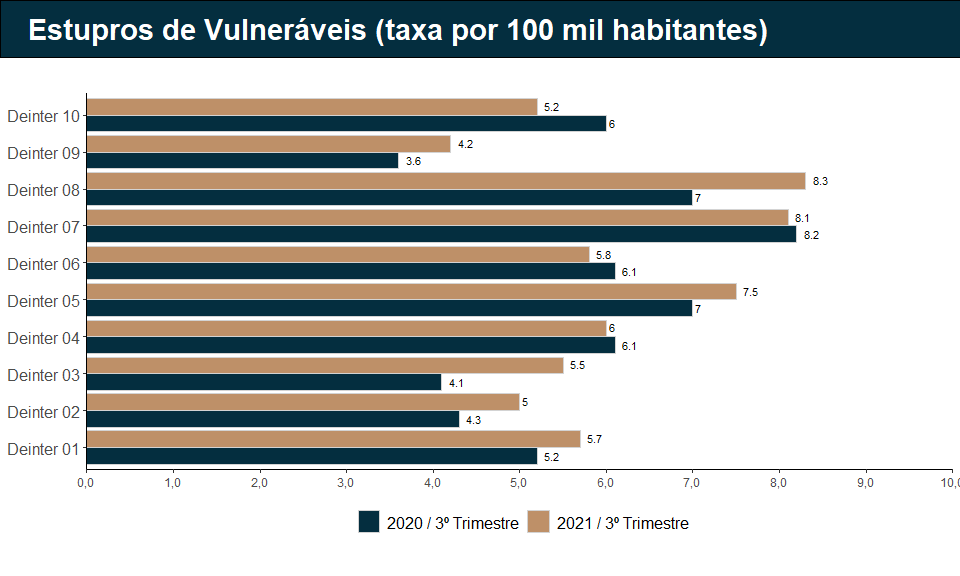 Estupros de Vulneráveis (taxa por 100 mil habitantes)
Deinter 10
5.2
6
Deinter 09
4.2
3.6
Deinter 08
8.3
7
Deinter 07
8.1
8.2
Deinter 06
5.8
6.1
Deinter 05
7.5
7
Deinter 04
6
6.1
Deinter 03
5.5
4.1
Deinter 02
5
4.3
Deinter 01
5.7
5.2
0,0 1,0 2,0 3,0 4,0 5,0 6,0 7,0 8,0 9,0 10,0
2020 / 3º Trimestre 2021 / 3º Trimestre